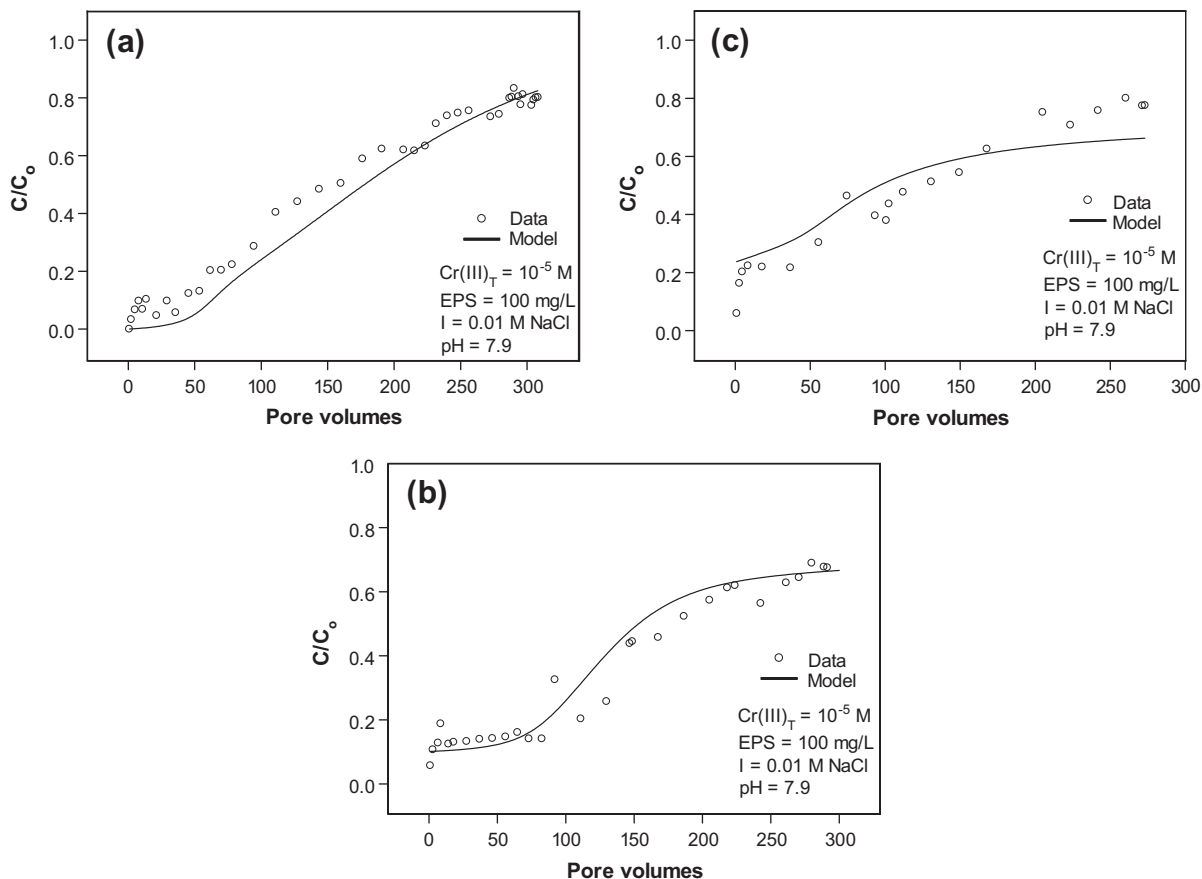 (a)
1.0
0.8
0.6
0.4
0.2
0.0
C/Co
Data
Model
Cr(III)T = 10-5 M
EPS = 100 mg/L
I = 0.01 M NaCl
pH = 7.9
0 50 100 150 200 250 300
Pore volumes
(c)
1.0
0.8
0.6
0.4
0.2
0.0
C/Co
Data
Model
Cr(III)T = 10-5 M
EPS = 100 mg/L
I = 0.01 M NaCl
pH = 7.9
0 50 100 150 200 250 300
Pore volumes
(b)
1.0
0.8
0.6
0.4
0.2
0.0
C/Co
Data
Model
Cr(III)T = 10-5 M
EPS = 100 mg/L
I = 0.01 M NaCl
pH = 7.9
0 50 100 150 200 250 300
Pore volumes